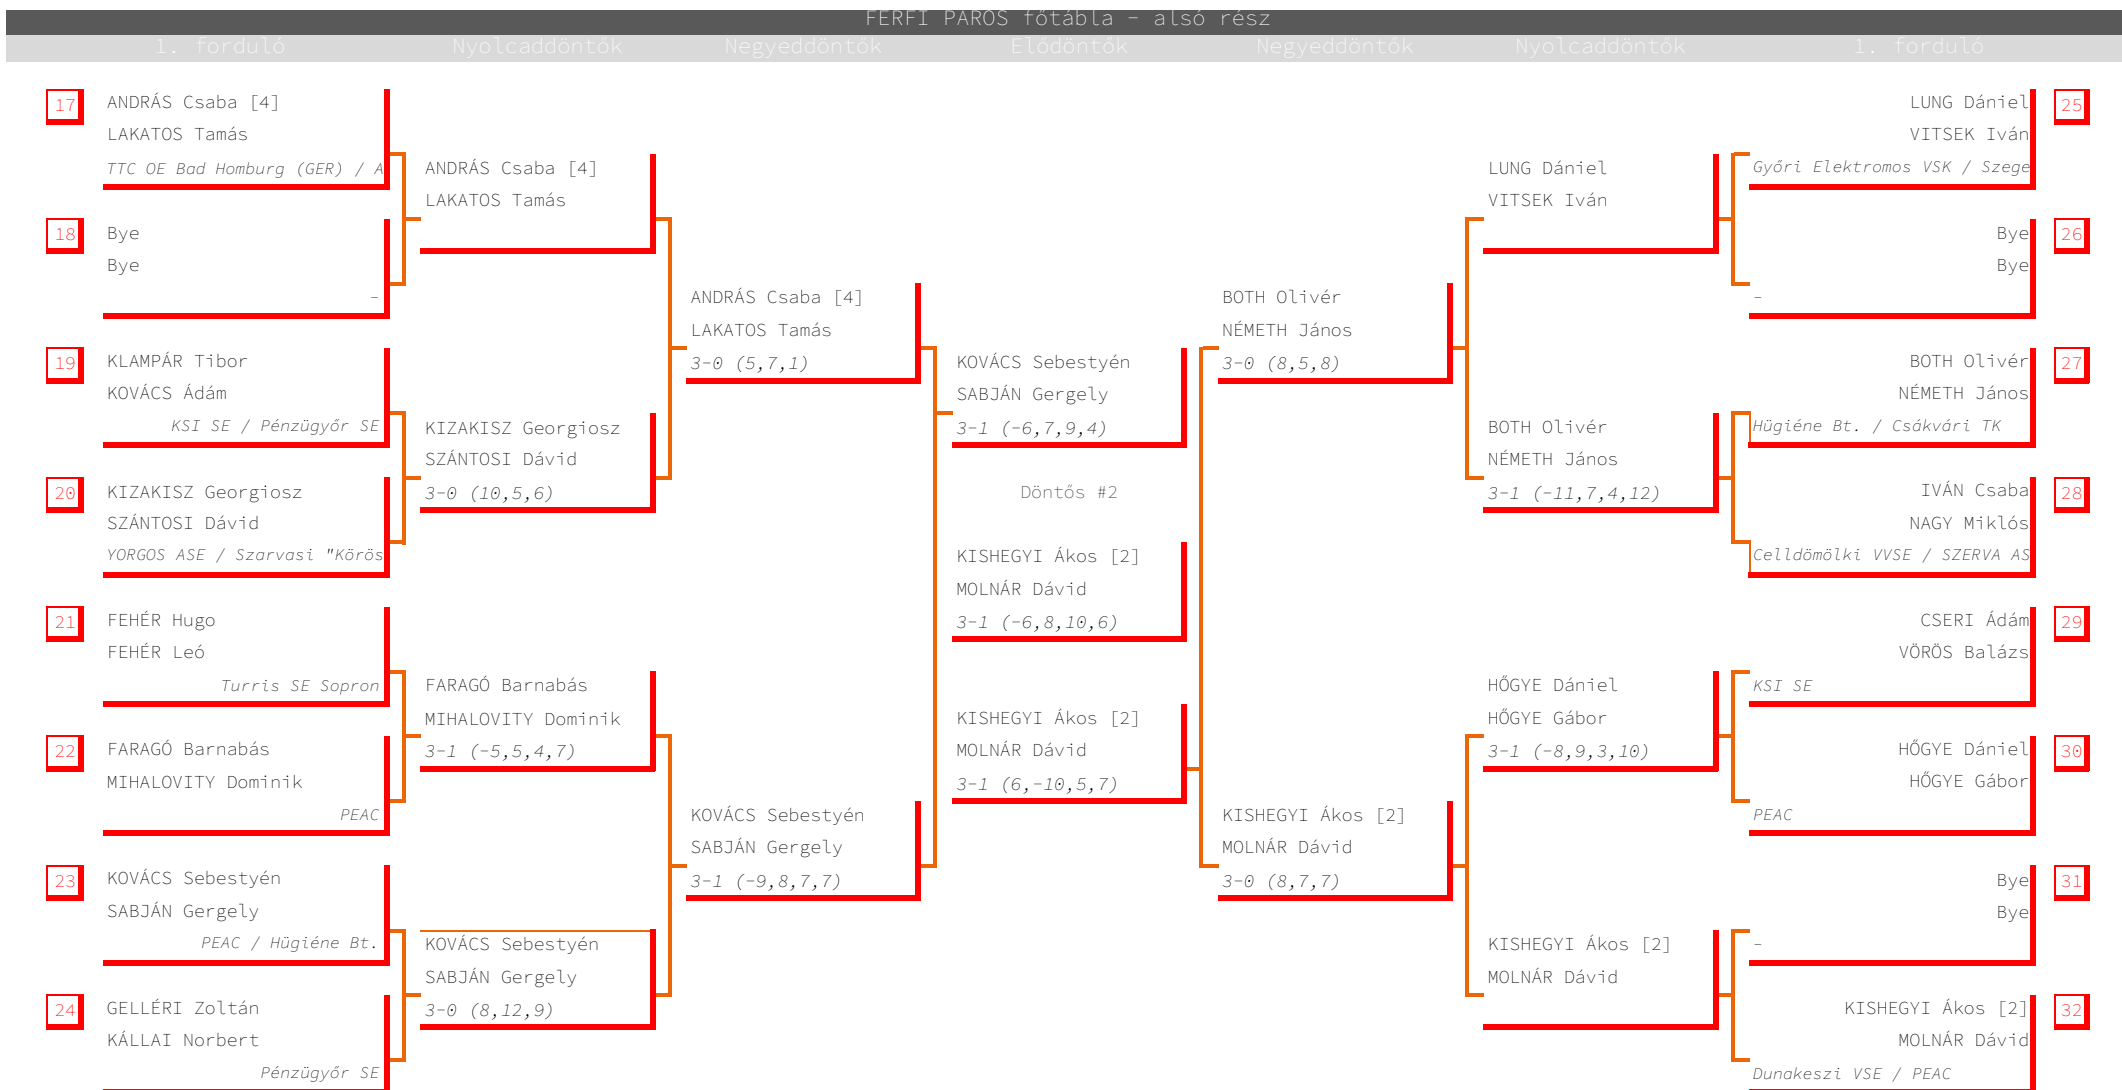 FÉRFI PÁROS főtábla - alsó rész
1. forduló Nyolcaddöntők Negyeddöntők Elődöntők Negyeddöntők Nyolcaddöntők 1. forduló
17 ANDRÁS Csaba [4]
LAKATOS Tamás
TTC OE Bad Homburg (GER) / A
18 Bye
Bye
-
19 KLAMPÁR Tibor
KOVÁCS Ádám
KSI SE / Pénzügyőr SE
20 KIZAKISZ Georgiosz
SZÁNTOSI Dávid
YORGOS ASE / Szarvasi "Körös
21 FEHÉR Hugo
FEHÉR Leó
Turris SE Sopron
22 FARAGÓ Barnabás
MIHALOVITY Dominik
PEAC
23 KOVÁCS Sebestyén
SABJÁN Gergely
PEAC / Hügiéne Bt.
24 GELLÉRI Zoltán
KÁLLAI Norbert
Pénzügyőr SE
ANDRÁS Csaba [4]
LAKATOS Tamás
KIZAKISZ Georgiosz
SZÁNTOSI Dávid
3-0 (10,5,6)
FARAGÓ Barnabás
MIHALOVITY Dominik
3-1 (-5,5,4,7)
KOVÁCS Sebestyén
SABJÁN Gergely
3-0 (8,12,9)
ANDRÁS Csaba [4]
LAKATOS Tamás
3-0 (5,7,1)
KOVÁCS Sebestyén
SABJÁN Gergely
3-1 (-9,8,7,7)
KOVÁCS Sebestyén
SABJÁN Gergely
3-1 (-6,7,9,4)
Döntős #2
KISHEGYI Ákos [2]
MOLNÁR Dávid
3-1 (-6,8,10,6)
KISHEGYI Ákos [2]
MOLNÁR Dávid
3-1 (6,-10,5,7)
BOTH Olivér
NÉMETH János
3-0 (8,5,8)
KISHEGYI Ákos [2]
MOLNÁR Dávid
3-0 (8,7,7)
LUNG Dániel
VITSEK Iván
BOTH Olivér
NÉMETH János
3-1 (-11,7,4,12)
HŐGYE Dániel
HŐGYE Gábor
3-1 (-8,9,3,10)
KISHEGYI Ákos [2]
MOLNÁR Dávid
LUNG Dániel 25
VITSEK Iván
Győri Elektromos VSK / Szege
Bye 26
Bye
-
BOTH Olivér 27
NÉMETH János
Hügiéne Bt. / Csákvári TK
IVÁN Csaba 28
NAGY Miklós
Celldömölki VVSE / SZERVA AS
CSERI Ádám 29
VÖRÖS Balázs
KSI SE
HŐGYE Dániel 30
HŐGYE Gábor
PEAC
Bye 31
Bye
-
KISHEGYI Ákos [2] 32
MOLNÁR Dávid
Dunakeszi VSE / PEAC